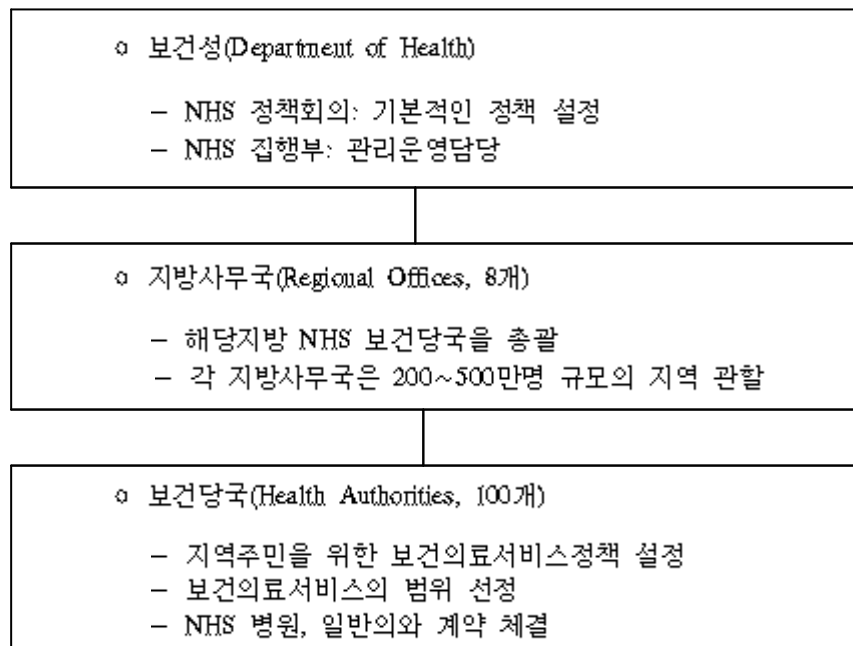 o 보건성(Department of Health)
– NHS 정책회의: 기본적인 정책 설정
– NHS 집행부: 관리운영담당
o 지방사무국(Regional Offices, 8개)
– 해당지방 NHS 보건당국을 총괄
– 각 지방사무국은 200~500만명 규모의 지역 관할
o 보건당국(Health Authorities, 100개)
– 지역주민을 위한 보건의료서비스정책 설정
– 보건의료서비스의 범위 선정
– NHS 병원, 일반의와 계약 체결